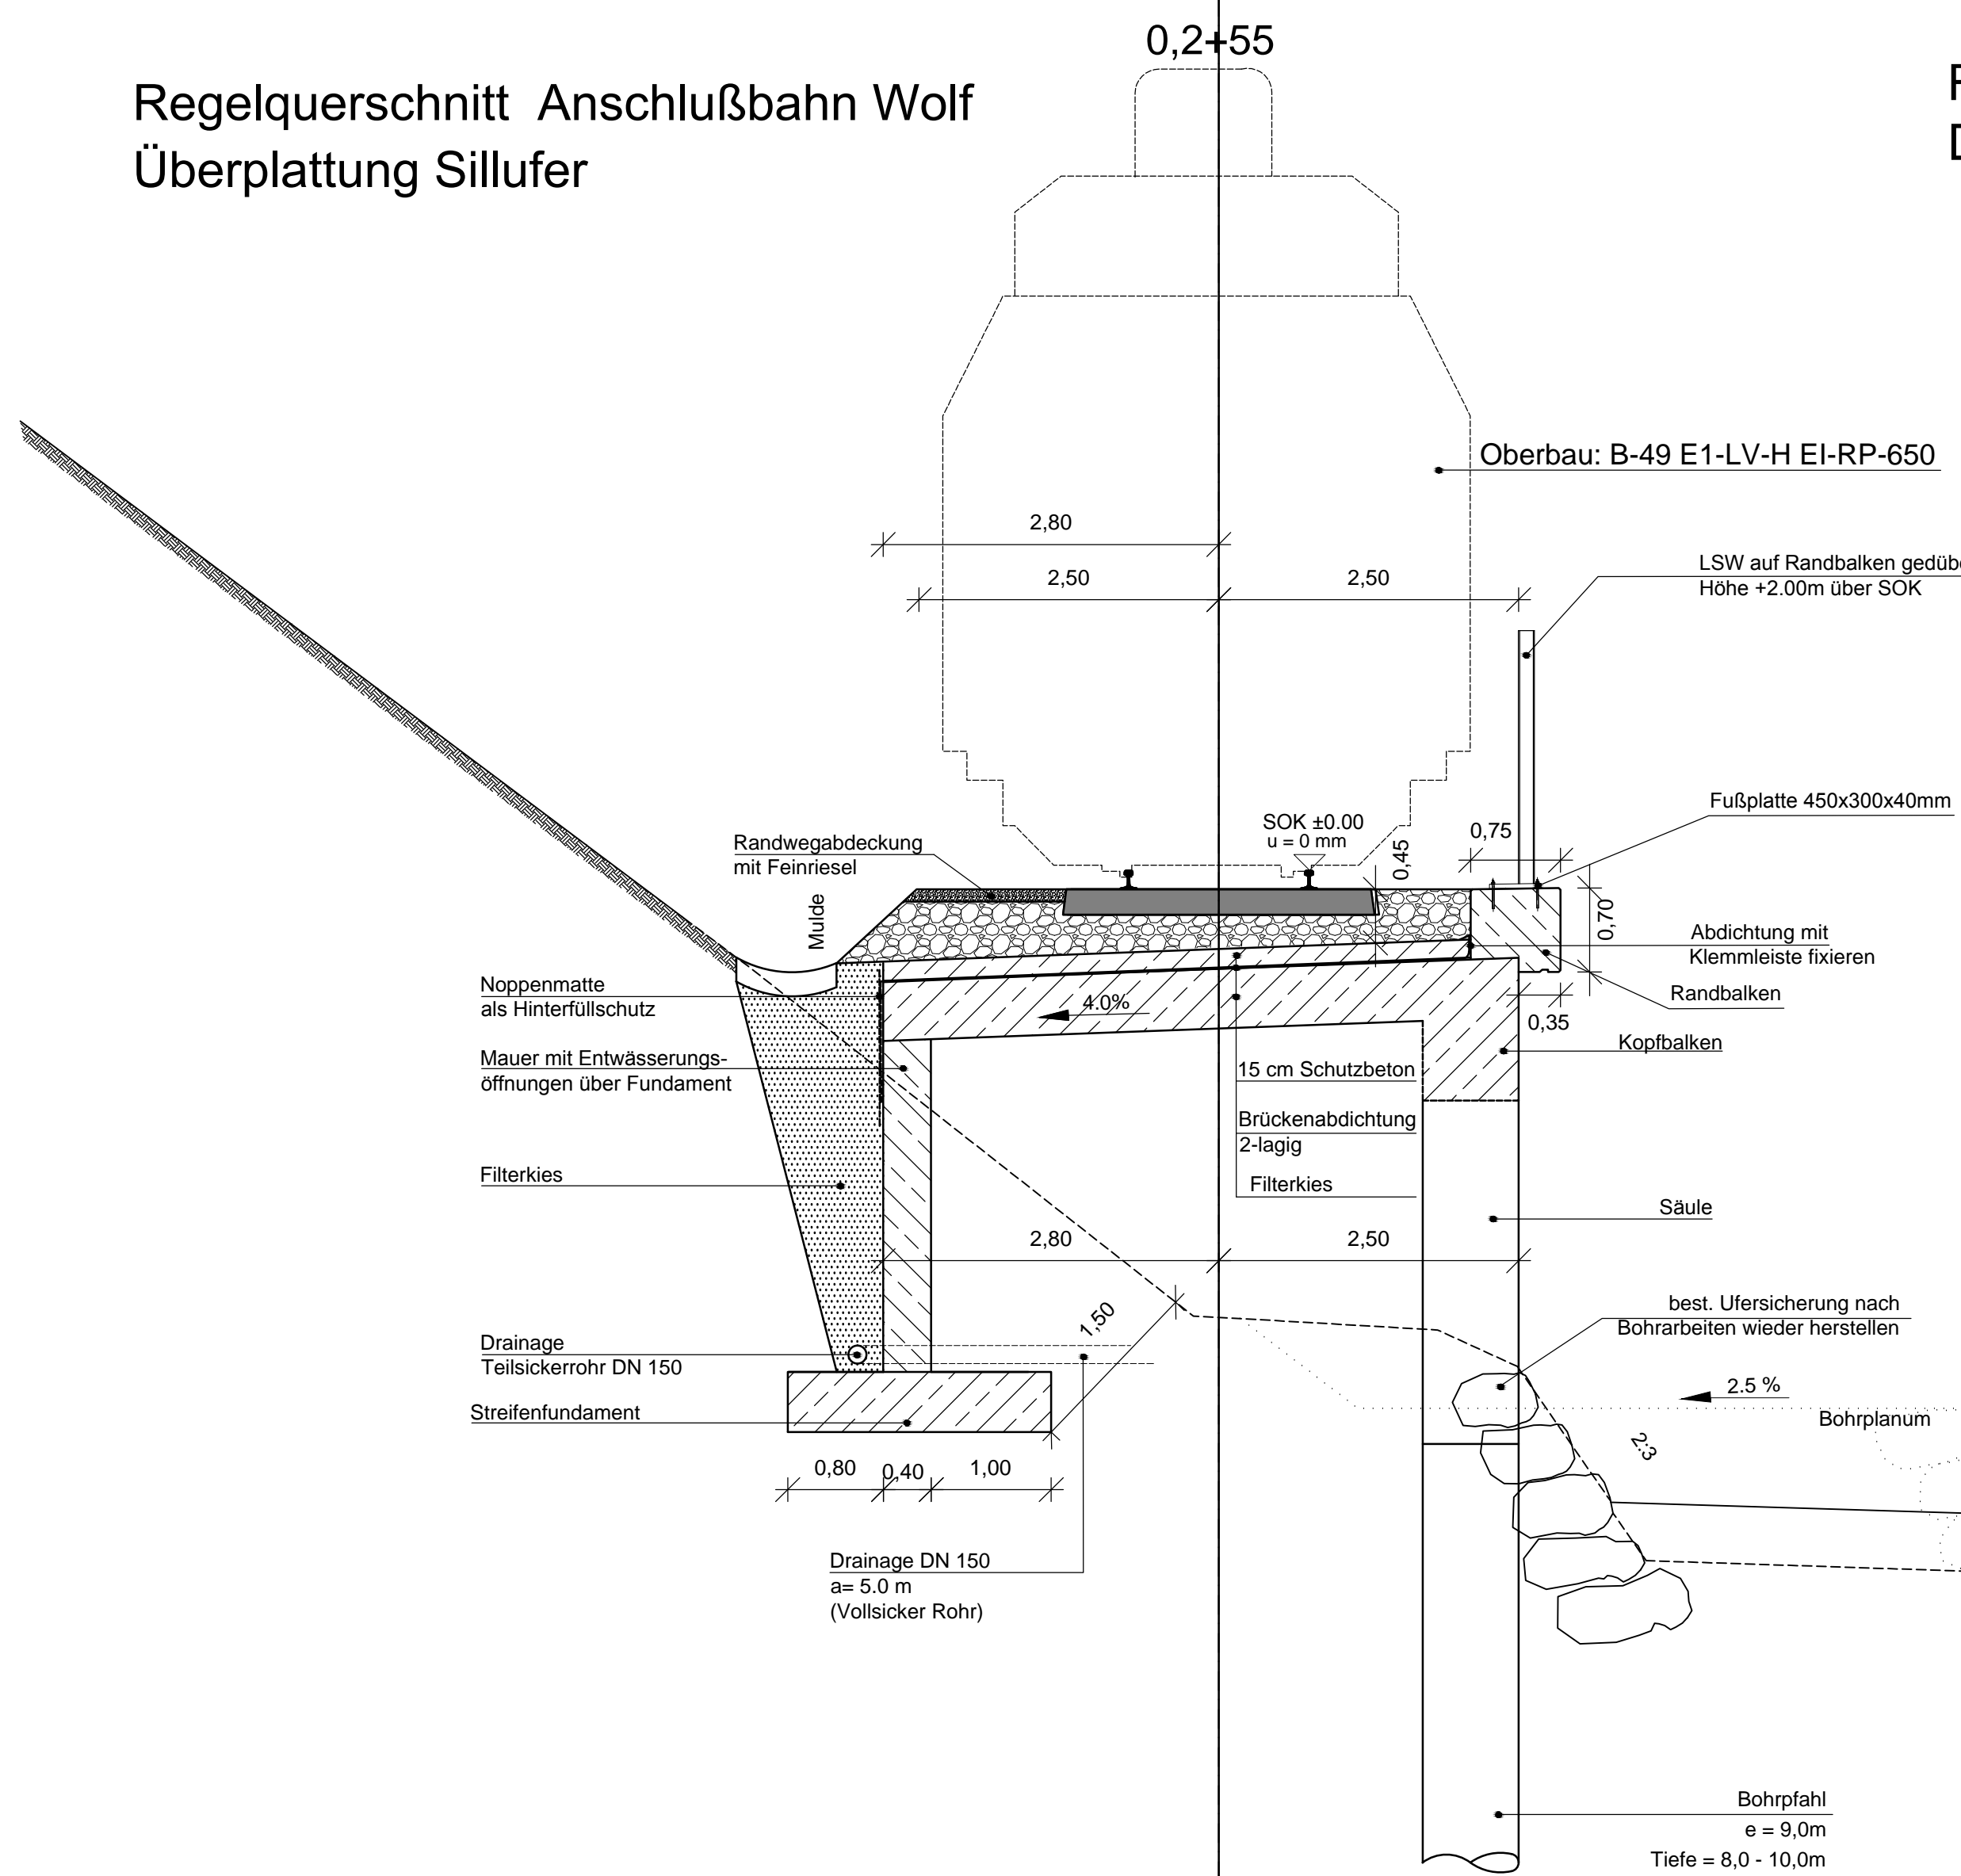 0,2+55
Regelquerschnitt Anschlußbahn Wolf
Überplattung Sillufer
Oberbau: B-49 E1-LV-H EI-RP-650
2,80
2,50
2,50
LSW auf Randbalken
Höhe +2.00m über SOK
Fußplatte 450x300x40mm
SOK ±0.00
u = 0 mm
0,45
0,75
0,70
Randwegabdeckung
mit Feinriesel
Mulde
Abdichtung mit
Klemmleiste fixieren
Randbalken
0,35
Kopfbalken
Noppenmatte
als Hinterfüllschutz
4.0%
Mauer mit Entwässerungs-
öffnungen über Fundament
15 cm Schutzbeton
Brückenabdichtung
2-lagig
Filterkies
Filterkies
Säule
2,80
2,50
best. Ufersicherung nach
Bohrarbeiten wieder herstellen
1,50
Drainage
Teilsickerrohr DN 150
2.5 %
Bohrplanum
Streifenfundament
2:3
0,80
0,40
1,00
Drainage DN 150
a= 5.0 m
(Vollsicker Rohr)
Bohrpfahl
e = 9,0m
Tiefe = 8,0 - 10,0m